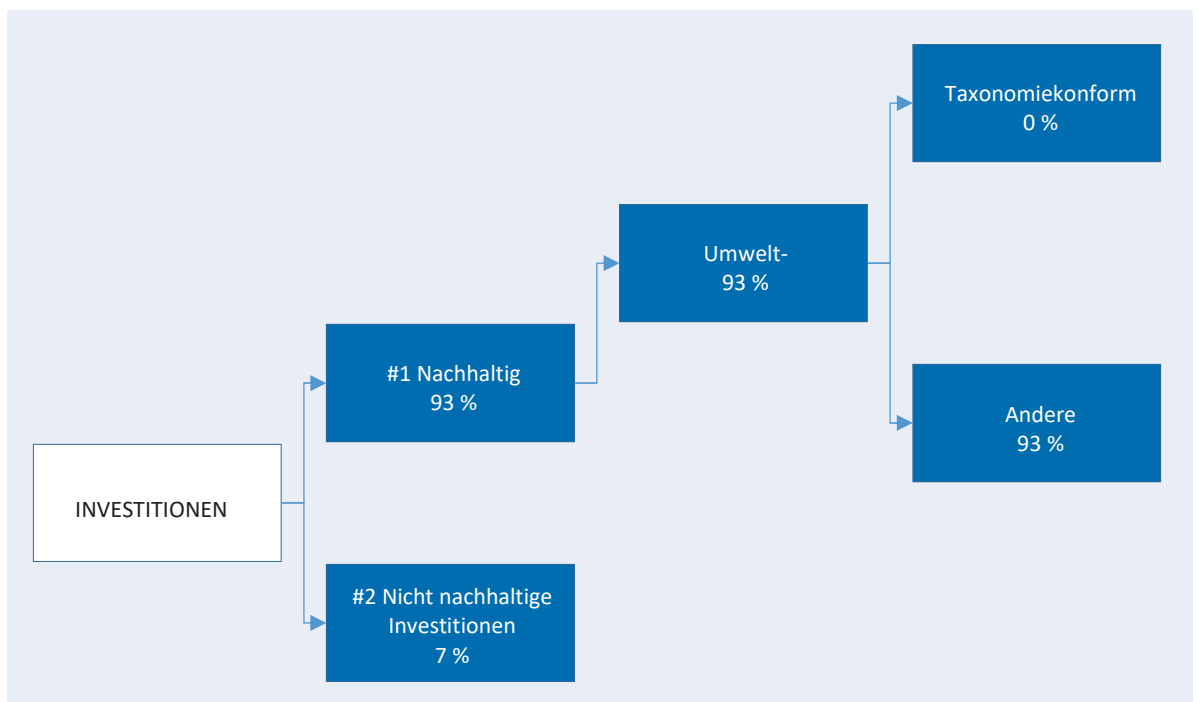 Taxonomiekonform
0 %
Umwelt-
93 %
#1 Nachhaltig
93 %
Andere
93 %
INVESTITIONEN
#2 Nicht nachhaltige
Investitionen
7 %